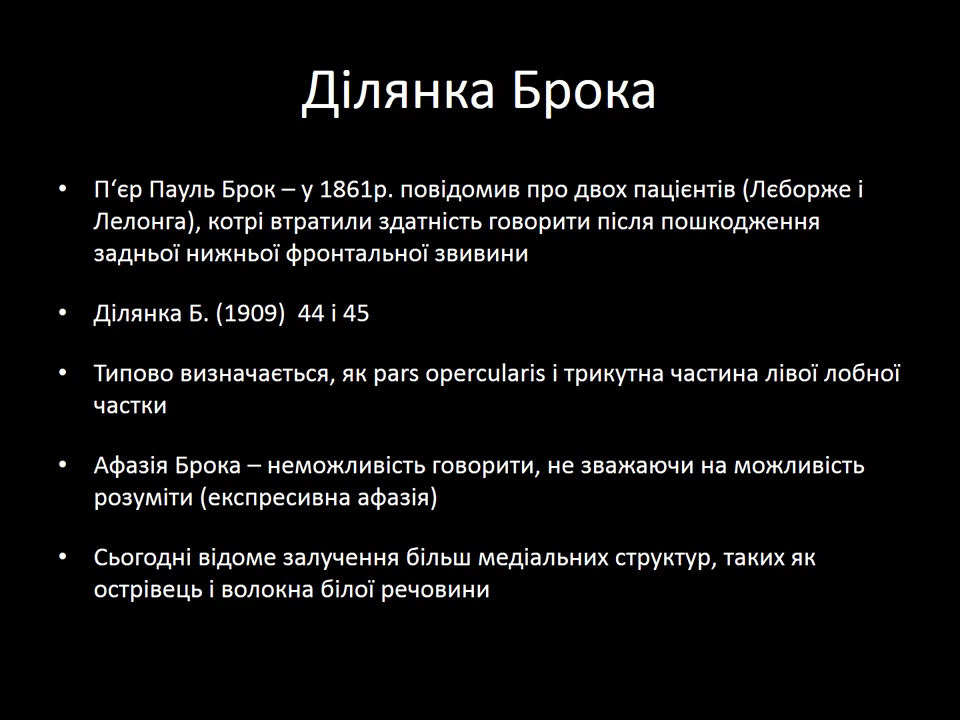 Ділянка Брока
• П‘єр Пауль Брок – у 1861р. повідомив про двох пацієнтів (Лєборже і
Лелонга), котрі втратили здатність говорити після пошкодження
задньої нижньої фронтальної звивини
• Ділянка Б. (1909)  44 і 45
• Типово визначається, як pars opercularis і трикутна частина лівої лобної
частки
• Афазія Брока – неможливість говорити, не зважаючи на можливість
розуміти (експресивна афазія)
• Сьогодні відоме залучення більш медіальних структур, таких як
острівець і волокна білої речовини